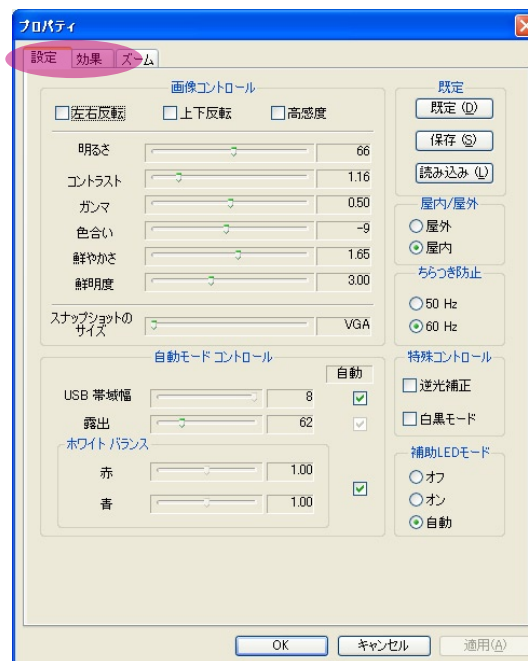 プロパティ
設定 効果 ズーム
画像コントロール
左右反転 上下反転 高感度
明るさ 66
コントラスト 1.16
ガンマ 0.50
色合い -9
鮮やかさ 1.65
鮮明度 3.00
スナップショットの
サイズ VGA
自動モード コントロール
自動
USB 帯域幅 8
露出 62
ホワイト バランス
赤 1.00
青 1.00
既定
既定 (D)
保存 (S)
読み込み (L)
屋内/屋外
屋外
屋内
ちらつき防止
50 Hz
60 Hz
特殊コントロール
逆光補正
白黒モード
補助LEDモード
オフ
オン
自動
OK キャンセル 適用(A)